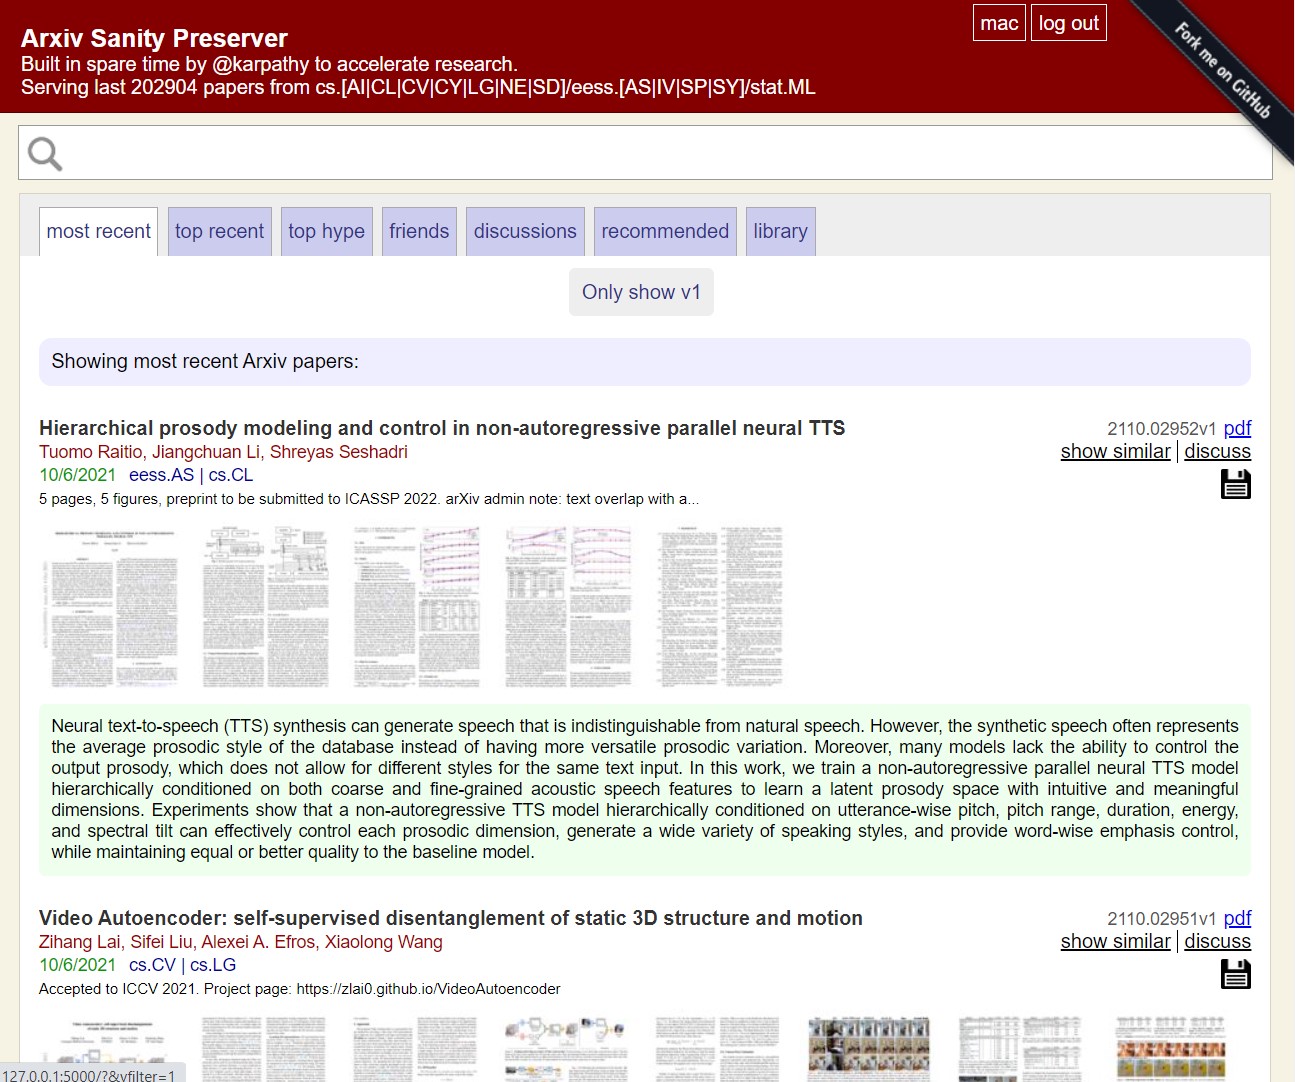 Arxiv Sanity Preserver
Built in spare time by @karpathy to accelerate research.
Serving last 202904 papers from cs.[AI|CL|CV|CY|LG|NE|SD]/eess.[AS|IV|SP|SY]/stat.ML
mac
log out
Fork me on GitHub
most recent
top recent
top hype
friends
discussions
recommended
library
Only show v1
Showing most recent Arxiv papers:
Hierarchical prosody modeling and control in non-autoregressive parallel neural TTS
2110.02952v1 pdf
Tuomo Raitio, Jiangchuan Li, Shreyas Seshadri
show similar | discuss
10/6/2021 eess.AS | cs.CL
5 pages, 5 figures, preprint to be submitted to ICASSP 2022. arXiv admin note: text overlap with a...
Neural text-to-speech (TTS) synthesis can generate speech that is indistinguishable from natural speech. However, the synthetic speech often represents
the average prosodic style of the database instead of having more versatile prosodic variation. Moreover, many models lack the ability to control the
output prosody, which does not allow for different styles for the same text input. In this work, we train a non-autoregressive parallel neural TTS model
hierarchically conditioned on both coarse and fine-grained acoustic speech features to learn a latent prosody space with intuitive and meaningful
dimensions. Experiments show that a non-autoregressive TTS model hierarchically conditioned on utterance-wise pitch, pitch range, duration, energy,
and spectral tilt can effectively control each prosodic dimension, generate a wide variety of speaking styles, and provide word-wise emphasis control,
while maintaining equal or better quality to the baseline model.
Video Autoencoder: self-supervised disentanglement of static 3D structure and motion
2110.02951v1 pdf
Zihang Lai, Sifei Liu, Alexei A. Efros, Xiaolong Wang
show similar | discuss
10/6/2021 cs.CV | cs.LG
Accepted to ICCV 2021. Project page: https://zlai0.github.io/VideoAutoencoder
127.0.0.1:5000/?&vfilter=1